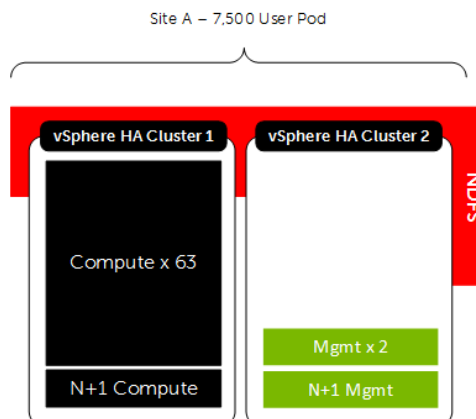 Site A – 7,500 User Pod
vSphere HA Cluster 1
vSphere HA Cluster 2
NDFS
Compute x 63
Mgmt x 2
N+1 Compute
N+1 Mgmt